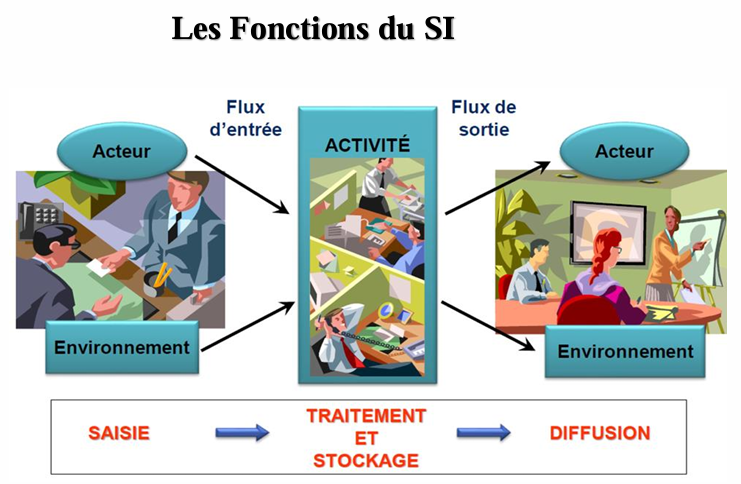 Les Fonctions du SI
Flux
d'entrée
Flux de
sortie
Acteur
ACTIVITÉ
Acteur
Environnement
Environnement
SAISIE
TRAITEMENT
ET
STOCKAGE
DIFFUSION